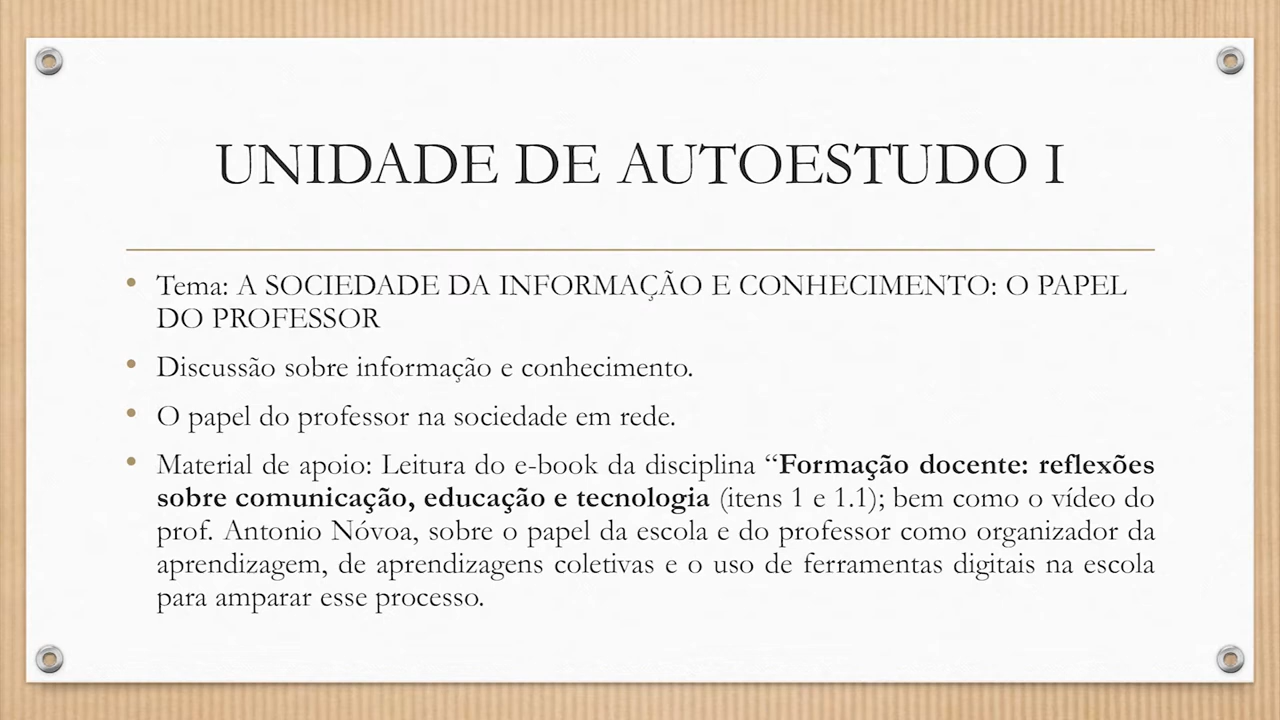 UNIDADE DE AUTOESTUDO I
• Tema: A SOCIEDADE DA INFORMAÇÃO E CONHECIMENTO: O PAPEL
DO PROFESSOR
• Discussão sobre informação e conhecimento.
• O papel do professor na sociedade em rede.
• Material de apoio: Leitura do e-book da disciplina “Formação docente: reflexões
sobre comunicação, educação e tecnologia (itens 1 e 1.1); bem como o vídeo do
prof. Antonio Nóvoa, sobre o papel da escola e do professor como organizador da
aprendizagem, de aprendizagens coletivas e o uso de ferramentas digitais na escola
para amparar esse processo.